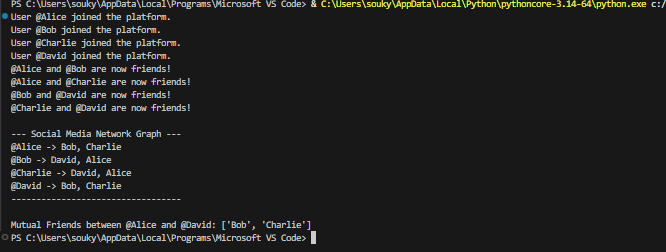 PS C:\Users\souky\AppData\Local\Programs\Microsoft VS Code> & C:\Users\souky\AppData\Local\Python\pythoncore-3.14-64\python.exe c:/
User @Alice joined the platform.
User @Bob joined the platform.
User @Charlie joined the platform.
User @David joined the platform.
@Alice and @Bob are now friends!
@Alice and @Charlie are now friends!
@Bob and @David are now friends!
@Charlie and @David are now friends!
--- Social Media Network Graph ---
@Alice -> Bob, Charlie
@Bob -> David, Alice
@Charlie -> David, Alice
@David -> Bob, Charlie
----------------------------------
Mutual Friends between @Alice and @David: ['Bob', 'Charlie']
PS C:\Users\souky\AppData\Local\Programs\Microsoft VS Code>